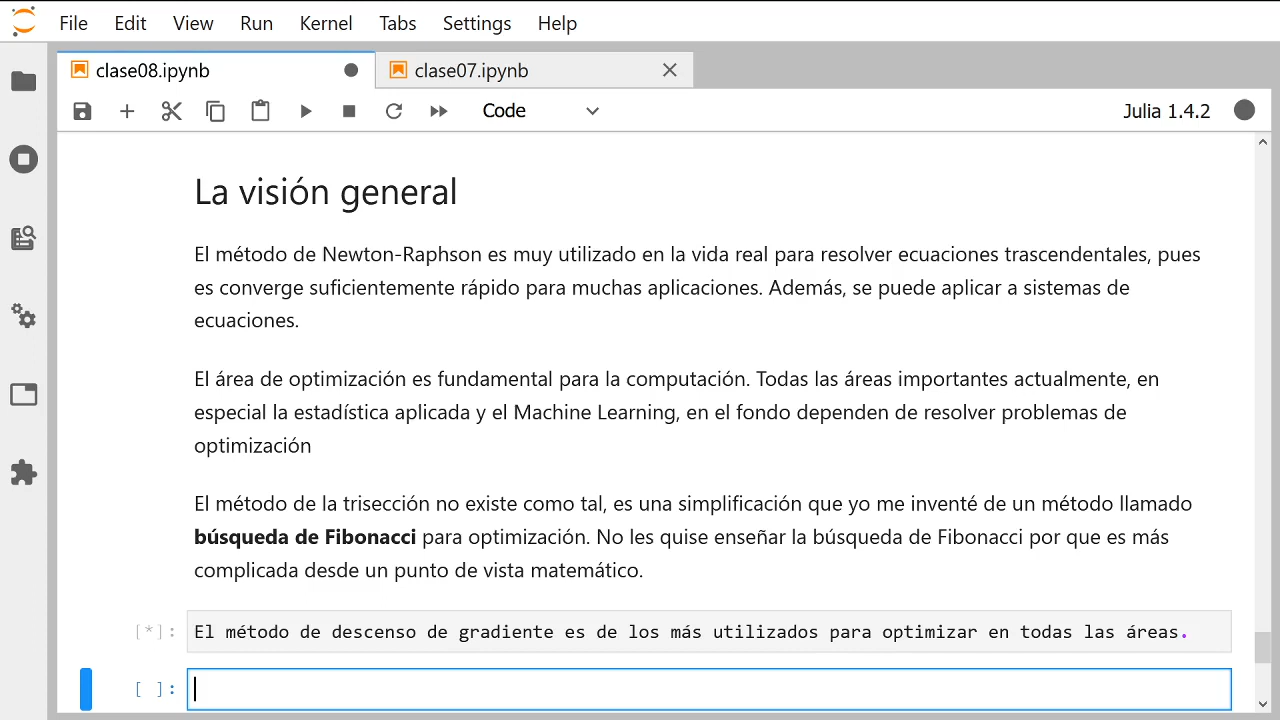 File Edit View Run Kernel Tabs Settings Help
clase08.ipynb clase07.ipynb
Code Julia 1.4.2
La visión general
El método de Newton-Raphson es muy utilizado en la vida real para resolver ecuaciones trascendentales, pues
es converge suficientemente rápido para muchas aplicaciones. Además, se puede aplicar a sistemas de
ecuaciones.
El área de optimización es fundamental para la computación. Todas las áreas importantes actualmente, en
especial la estadística aplicada y el Machine Learning, en el fondo dependen de resolver problemas de
optimización
El método de la trisección no existe como tal, es una simplificación que yo me inventé de un método llamado
búsqueda de Fibonacci para optimización. No les quise enseñar la búsqueda de Fibonacci por que es más
complicada desde un punto de vista matemático.
[*]: El método de descenso de gradiente es de los más utilizados para optimizar en todas las áreas.
[ ]: